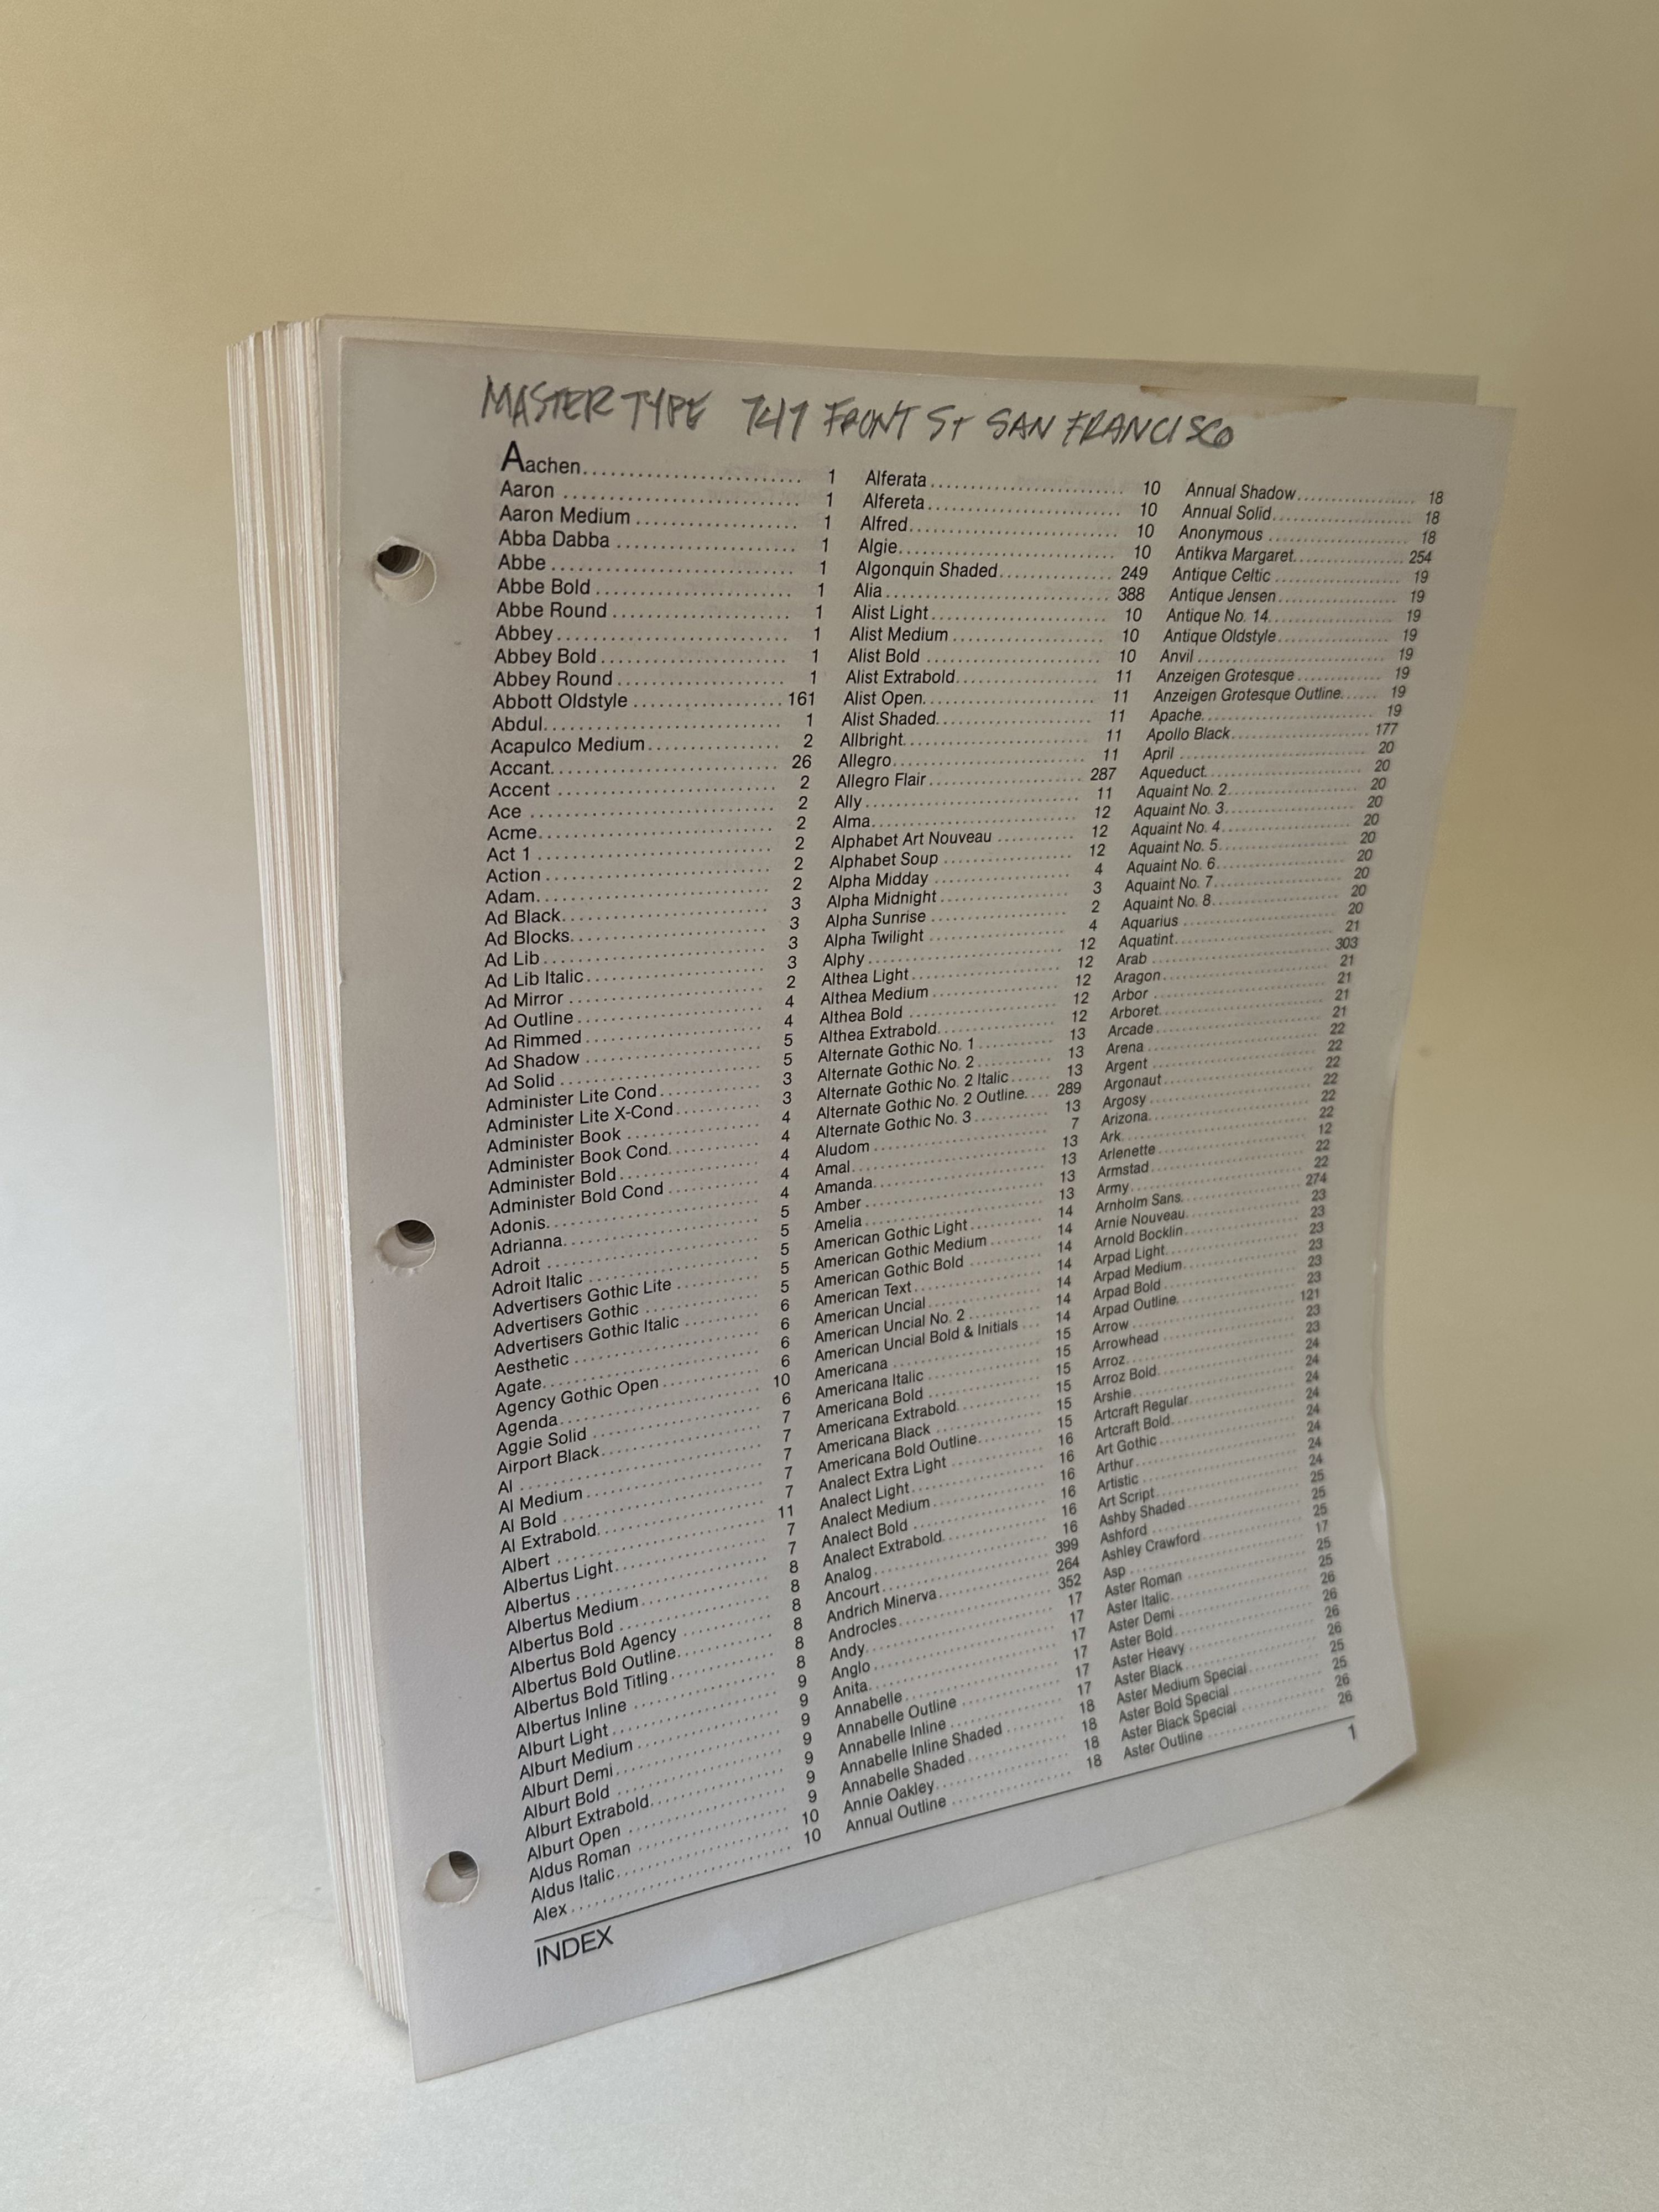 MASTER TYPE 747 FRONT ST SAN FRANCISCO
Aachen ... 1
Aaron ... 1
Aaron Medium ... 1
Abba Dabba ... 1
Abbe ... 1
Abbe Bold ... 1
Abbe Round ... 1
Abbey ... 1
Abbey Bold ... 1
Abbey Round ... 1
Abbott Oldstyle ... 161
Abdul ... 1
Acapulco Medium ... 2
Accant ... 26
Accent ... 2
Ace ... 2
Acme ... 2
Act 1 ... 2
Action ... 2
Adam ... 2
Ad Black ... 3
Ad Blocks ... 3
Ad Lib ... 3
Ad Lib Italic ... 3
Ad Mirror ... 2
Ad Outline ... 4
Ad Rimmed ... 4
Ad Shadow ... 5
Ad Solid ... 5
Administer Lite Cond ... 3
Administer Lite X-Cond ... 3
Administer Book ... 4
Administer Book Cond ... 4
Administer Bold ... 4
Administer Bold Cond ... 4
Adonis ... 4
Adrianna ... 5
Adroit ... 5
Adroit Italic ... 5
Advertisers Gothic Lite ... 5
Advertisers Gothic ... 5
Advertisers Gothic Italic ... 6
Aesthetic ... 6
Agate ... 6
Agency Gothic Open ... 6
Agenda ... 10
Aggie Solid ... 6
Airport Black ... 7
Al ... 7
Al Medium ... 7
Al Bold ... 7
Al Extrabold ... 7
Albert ... 11
Albertus Light ... 7
Albertus ... 7
Albertus Medium ... 8
Albertus Bold ... 8
Albertus Bold Agency ... 8
Albertus Bold Outline ... 8
Albertus Bold Titling ... 8
Albertus Inline ... 8
Alburt Light ... 9
Alburt Medium ... 9
Alburt Demi ... 9
Alburt Bold ... 9
Alburt Extrabold ... 9
Alburt Open ... 9
Aldus Roman ... 9
Aldus Italic ... 10
Alex ... 10
Alferata ... 10
Alfereta ... 10
Alfred ... 10
Algie ... 10
Algonquin Shaded ... 249
Alia ... 388
Alist Light ... 10
Alist Medium ... 10
Alist Bold ... 10
Alist Extrabold ... 11
Alist Open ... 11
Alist Shaded ... 11
Allbright ... 11
Allegro ... 11
Allegro Flair ... 287
Ally ... 11
Alma ... 12
Alphabet Art Nouveau ... 12
Alphabet Soup ... 12
Alpha Midday ... 4
Alpha Midnight ... 3
Alpha Sunrise ... 2
Alpha Twilight ... 4
Alphy ... 12
Althea Light ... 12
Althea Medium ... 12
Althea Bold ... 12
Althea Extrabold ... 12
Alternate Gothic No. 1 ... 13
Alternate Gothic No. 2 ... 13
Alternate Gothic No. 2 Italic ... 13
Alternate Gothic No. 2 Outline ... 289
Alternate Gothic No. 3 ... 13
Aludom ... 7
Amal ... 13
Amanda ... 13
Amber ... 13
Amelia ... 13
American Gothic Light ... 14
American Gothic Medium ... 14
American Gothic Bold ... 14
American Text ... 14
American Uncial ... 14
American Uncial No. 2 ... 14
American Uncial Bold & Initials ... 14
Americana ... 15
Americana Italic ... 15
Americana Bold ... 15
Americana Extrabold ... 15
Americana Black ... 15
Americana Bold Outline ... 15
Analect Extra Light ... 16
Analect Light ... 16
Analect Medium ... 16
Analect Bold ... 16
Analect Extrabold ... 16
Analog ... 16
Ancourt ... 399
Andrich Minerva ... 264
Androcles ... 352
Andy ... 17
Anglo ... 17
Anita ... 17
Annabelle ... 17
Annabelle Outline ... 17
Annabelle Inline ... 17
Annabelle Inline Shaded ... 18
Annabelle Shaded ... 18
Annie Oakley ... 18
Annual Outline ... 18
Annual Shadow ... 18
Annual Solid ... 18
Anonymous ... 18
Antikva Margaret ... 254
Antique Celtic ... 19
Antique Jensen ... 19
Antique No. 14 ... 19
Antique Oldstyle ... 19
Anvil ... 19
Anzeigen Grotesque ... 19
Anzeigen Grotesque Outline ... 19
Apache ... 19
Apollo Black ... 177
April ... 20
Aqueduct ... 20
Aquaint No. 2 ... 20
Aquaint No. 3 ... 20
Aquaint No. 4 ... 20
Aquaint No. 5 ... 20
Aquaint No. 6 ... 20
Aquaint No. 7 ... 20
Aquaint No. 8 ... 20
Aquarius ... 20
Aquatint ... 21
Arab ... 303
Aragon ... 21
Arbor ... 21
Arboret ... 21
Arcade ... 21
Arena ... 22
Argent ... 22
Argonaut ... 22
Argosy ... 22
Arizona ... 22
Ark ... 22
Arlenette ... 12
Armstad ... 22
Army ... 22
Arnholm Sans ... 274
Arnie Nouveau ... 23
Arnold Bocklin ... 23
Arpad Light ... 23
Arpad Medium ... 23
Arpad Bold ... 23
Arpad Outline ... 23
Arrow ... 121
Arrowhead ... 23
Arroz ... 23
Arroz Bold ... 24
Arshie ... 24
Artcraft Regular ... 24
Artcraft Bold ... 24
Art Gothic ... 24
Arthur ... 24
Artistic ... 24
Art Script ... 24
Ashby Shaded ... 25
Ashford ... 25
Ashley Crawford ... 25
Asp ... 17
Aster Roman ... 25
Aster Italic ... 25
Aster Demi ... 26
Aster Bold ... 26
Aster Heavy ... 26
Aster Black ... 26
Aster Medium Special ... 25
Aster Bold Special ... 25
Aster Black Special ... 26
Aster Outline ... 26
INDEX 1